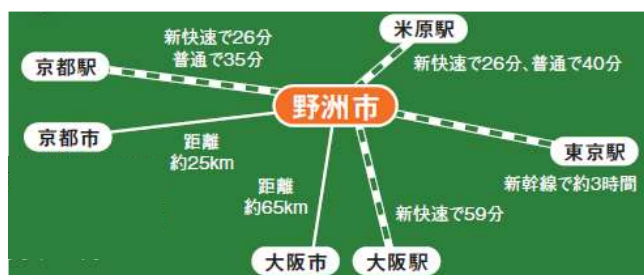 米原駅
新快速で26分
普通で35分
京都駅
新快速で26分、普通で40分
野洲市
京都市
距離
約25km
東京駅
新幹線で約3時間
距離
約65km
新快速で59分
大阪市
大阪駅